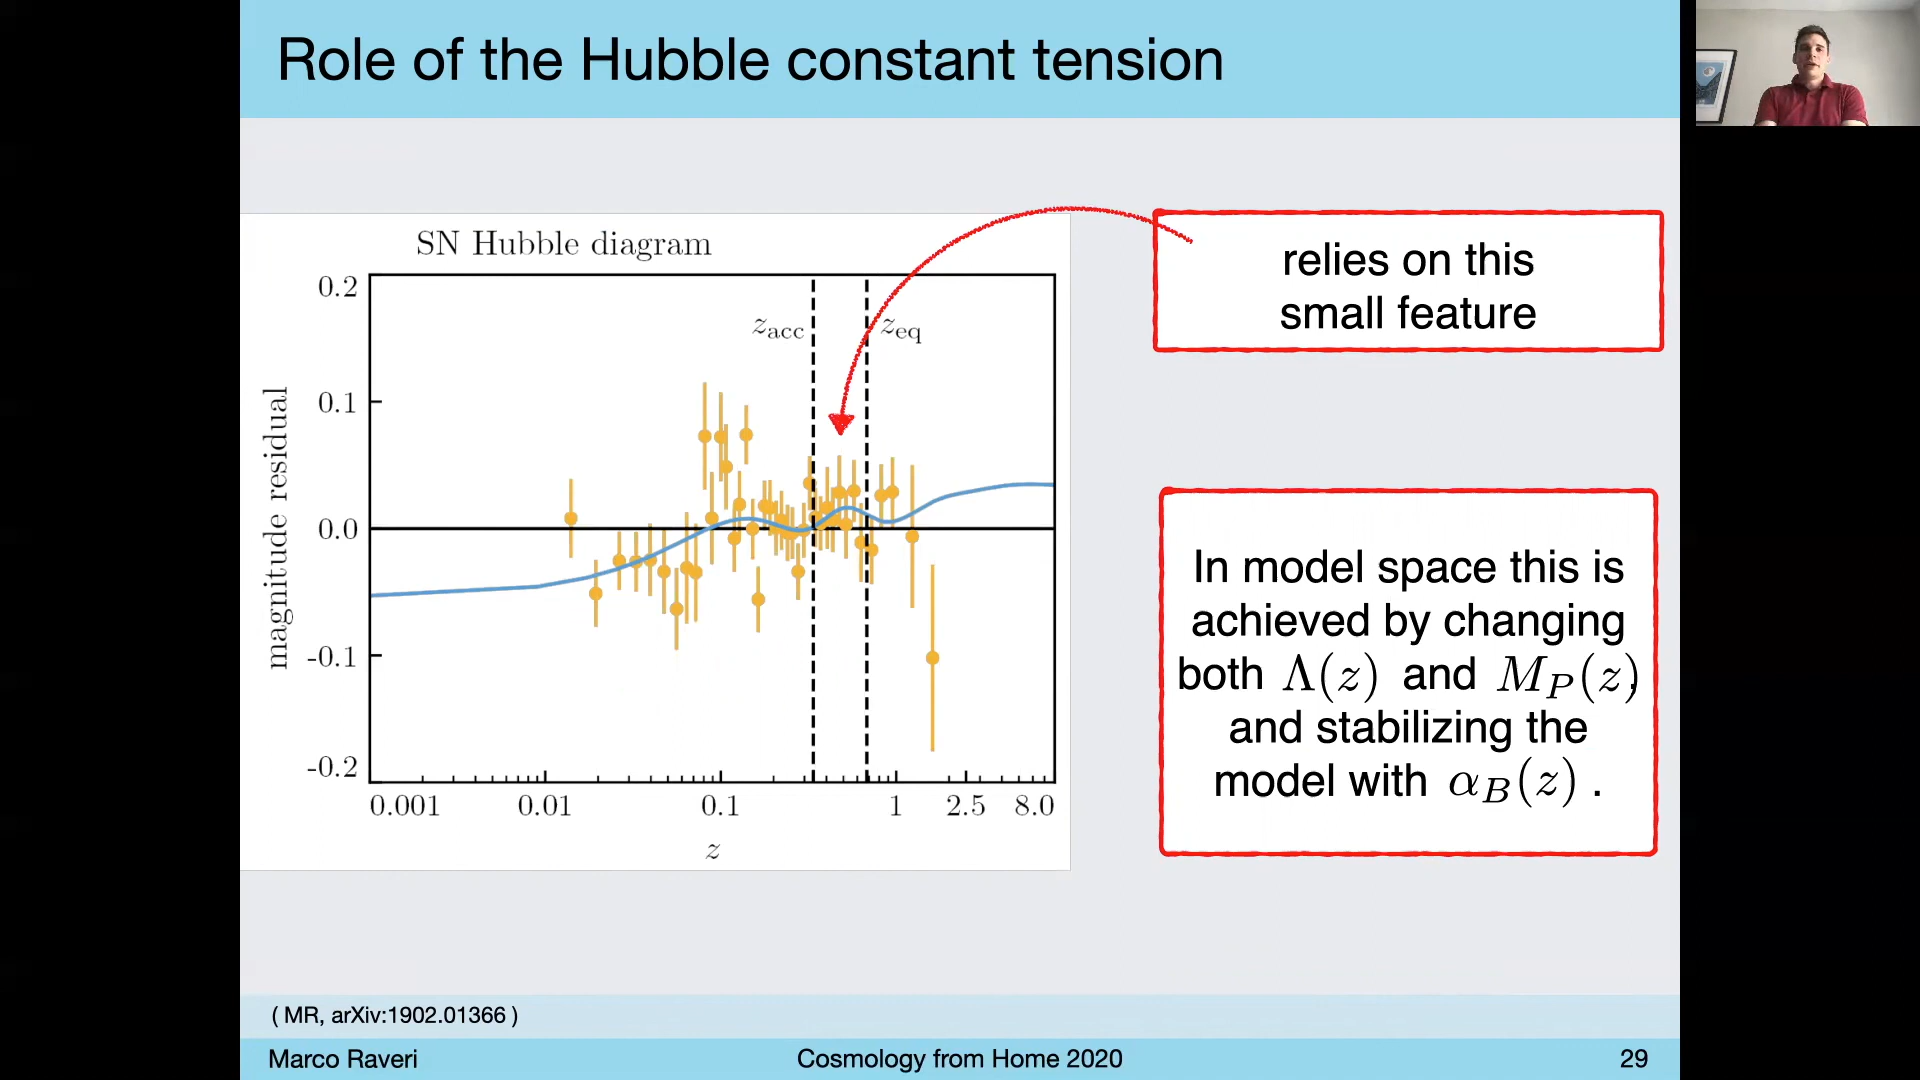 Role of the Hubble constant tension
SN Hubble diagram
0.2
0.1
0.0
-0.1
-0.2
magnitude residual
z_acc
z_eq
0.001 0.01 0.1 1 2.5 8.0
z
relies on this
small feature
In model space this is
achieved by changing
both Λ(z) and M_P(z),
and stabilizing the
model with α_B(z) .
( MR, arXiv:1902.01366 )
Marco Raveri
Cosmology from Home 2020
29